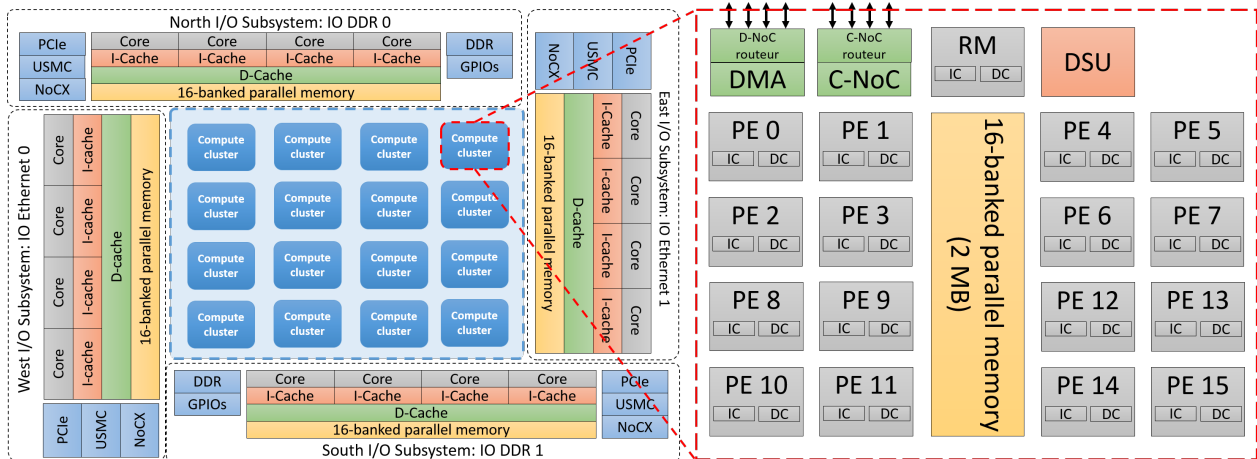 North I/O Subsystem: IO DDR 0
PCIe
USMC
NoCX
Core
Core
Core
Core
I-Cache
I-Cache
I-Cache
I-Cache
D-Cache
16-banked parallel memory
DDR
GPIOs
NoCX
USMC
PCIe
East I/O Subsystem: IO Ethernet 1
16-banked parallel memory
D-cache
I-Cache
I-cache
I-cache
I-cache
Core
Core
Core
Core
West I/O Subsystem: IO Ethernet 0
Core
Core
Core
Core
I-cache
I-cache
I-cache
I-cache
D-cache
16-banked parallel memory
PCIe
USMC
NoCX
Compute
cluster
Compute
cluster
Compute
cluster
Compute
cluster
Compute
cluster
Compute
cluster
Compute
cluster
Compute
cluster
Compute
cluster
Compute
cluster
Compute
cluster
Compute
cluster
Compute
cluster
Compute
cluster
Compute
cluster
Compute
cluster
DDR
GPIOs
Core
Core
Core
Core
I-Cache
I-Cache
I-Cache
I-Cache
D-Cache
16-banked parallel memory
PCIe
USMC
NoCX
South I/O Subsystem: IO DDR 1
D-NoC
routeur
DMA
C-NoC
routeur
C-NoC
RM
IC
DC
DSU
PE 0
IC
DC
PE 1
IC
DC
16-banked parallel memory
(2 MB)
PE 4
IC
DC
PE 5
IC
DC
PE 2
IC
DC
PE 3
IC
DC
PE 6
IC
DC
PE 7
IC
DC
PE 8
IC
DC
PE 9
IC
DC
PE 12
IC
DC
PE 13
IC
DC
PE 10
IC
DC
PE 11
IC
DC
PE 14
IC
DC
PE 15
IC
DC